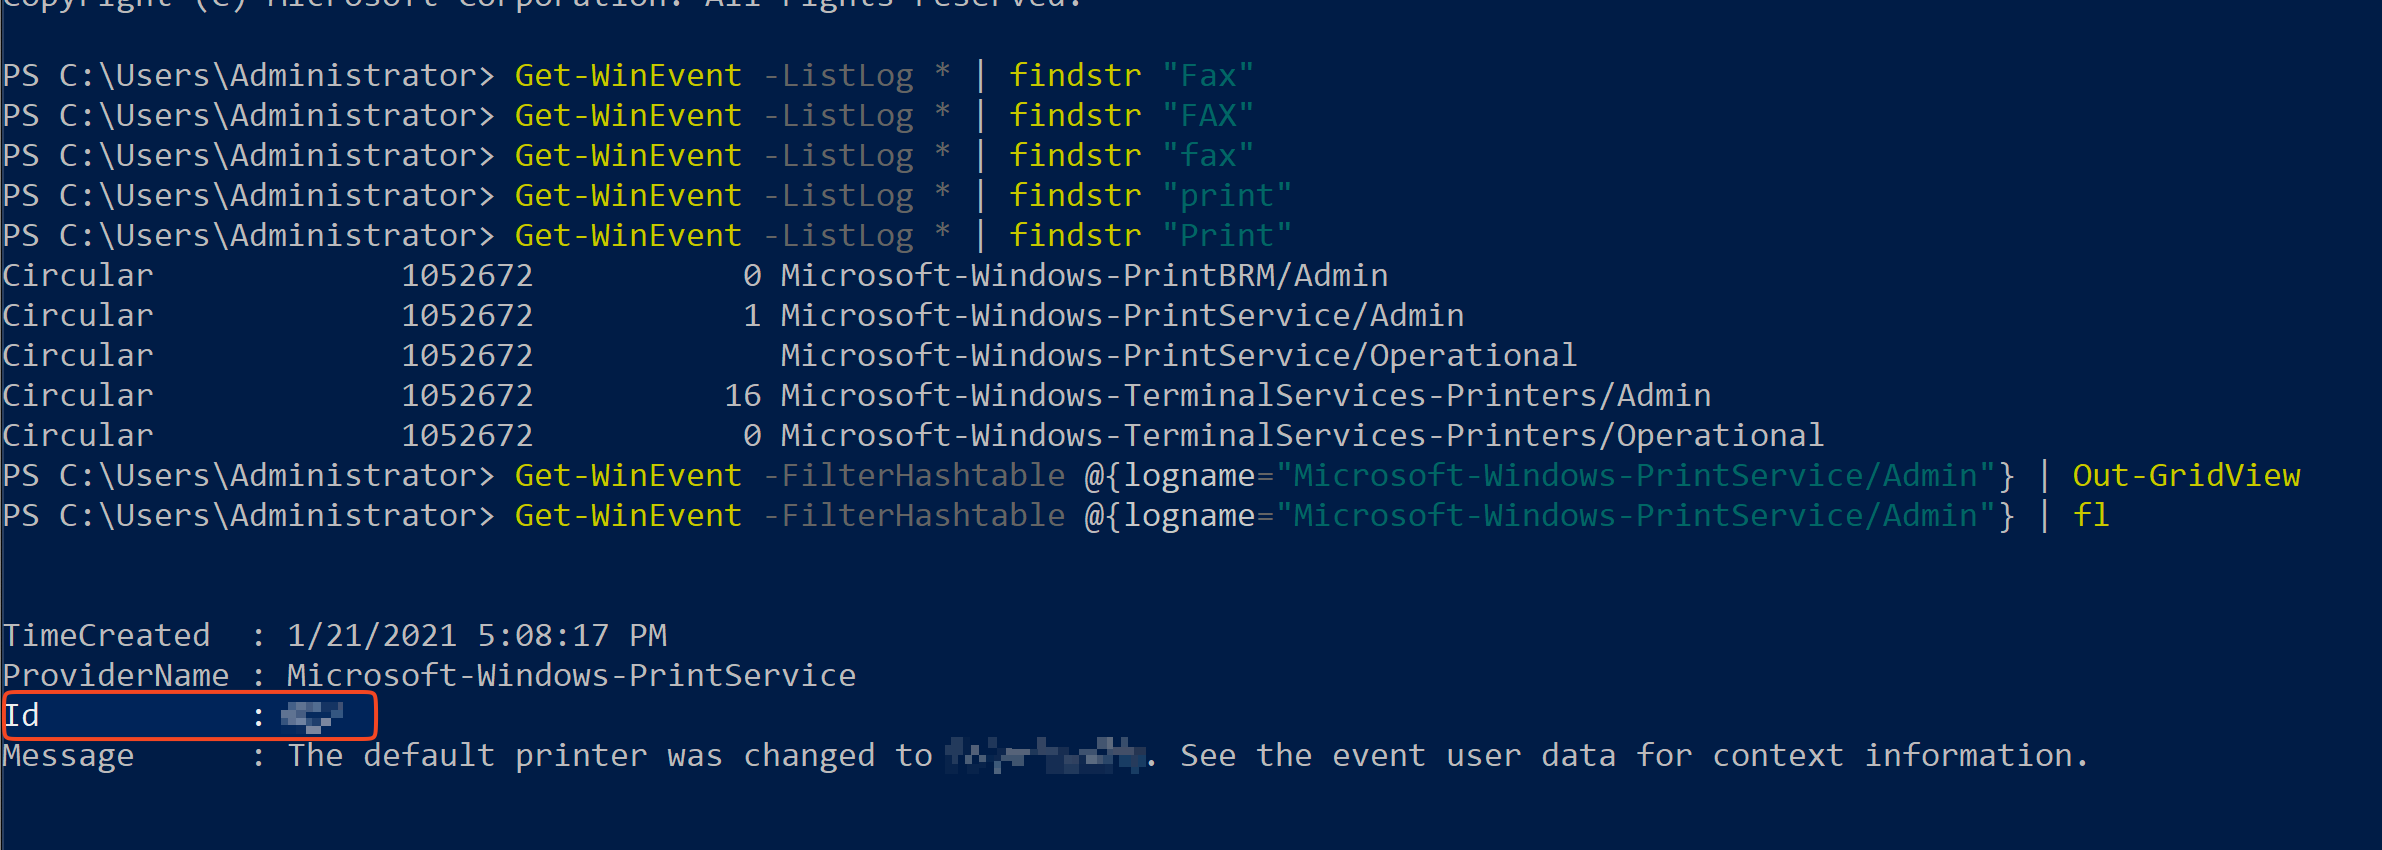 Copyright (C) Microsoft Corporation. All rights reserved.
PS C:\Users\Administrator> Get-WinEvent -ListLog * | findstr "Fax"
PS C:\Users\Administrator> Get-WinEvent -ListLog * | findstr "FAX"
PS C:\Users\Administrator> Get-WinEvent -ListLog * | findstr "fax"
PS C:\Users\Administrator> Get-WinEvent -ListLog * | findstr "print"
PS C:\Users\Administrator> Get-WinEvent -ListLog * | findstr "Print"
Circular 1052672 0 Microsoft-Windows-PrintBRM/Admin
Circular 1052672 1 Microsoft-Windows-PrintService/Admin
Circular 1052672 Microsoft-Windows-PrintService/Operational
Circular 1052672 16 Microsoft-Windows-TerminalServices-Printers/Admin
Circular 1052672 0 Microsoft-Windows-TerminalServices-Printers/Operational
PS C:\Users\Administrator> Get-WinEvent -FilterHashtable @{logname="Microsoft-Windows-PrintService/Admin"} | Out-GridView
PS C:\Users\Administrator> Get-WinEvent -FilterHashtable @{logname="Microsoft-Windows-PrintService/Admin"} | fl
TimeCreated : 1/21/2021 5:08:17 PM
ProviderName : Microsoft-Windows-PrintService
Id :
Message : The default printer was changed to . See the event user data for context information.